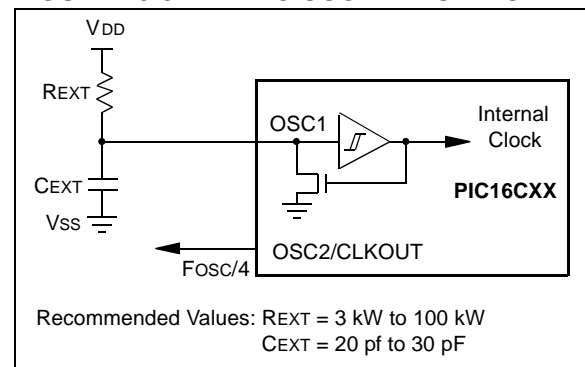 VDD
REXT
OSC1
Internal
Clock
CEXT
PIC16CXX
VSS
OSC2/CLKOUT
FOSC/4
Recommended Values: REXT = 3 kW to 100 kW
CEXT = 20 pf to 30 pF